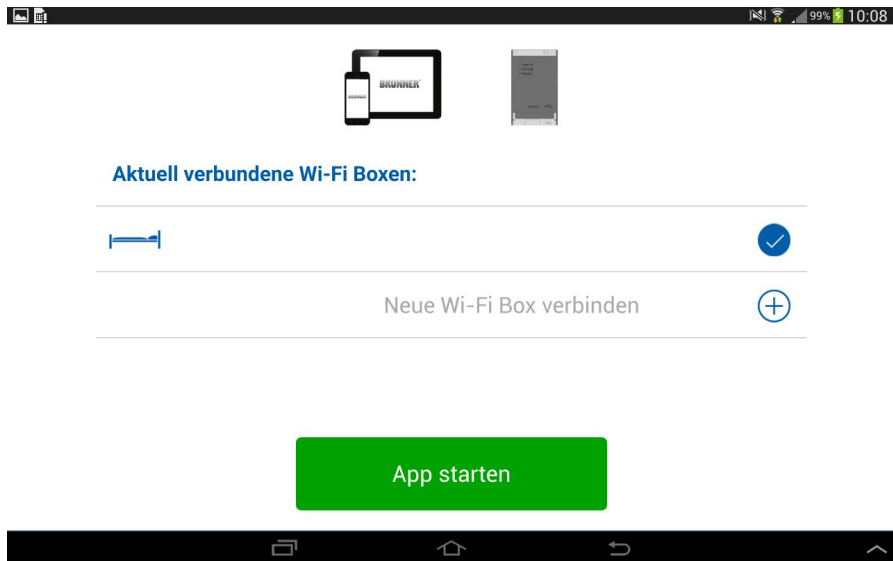 99% 10:08
BRUNNER
Aktuell verbundene Wi-Fi Boxen:
Neue Wi-Fi Box verbinden
App starten